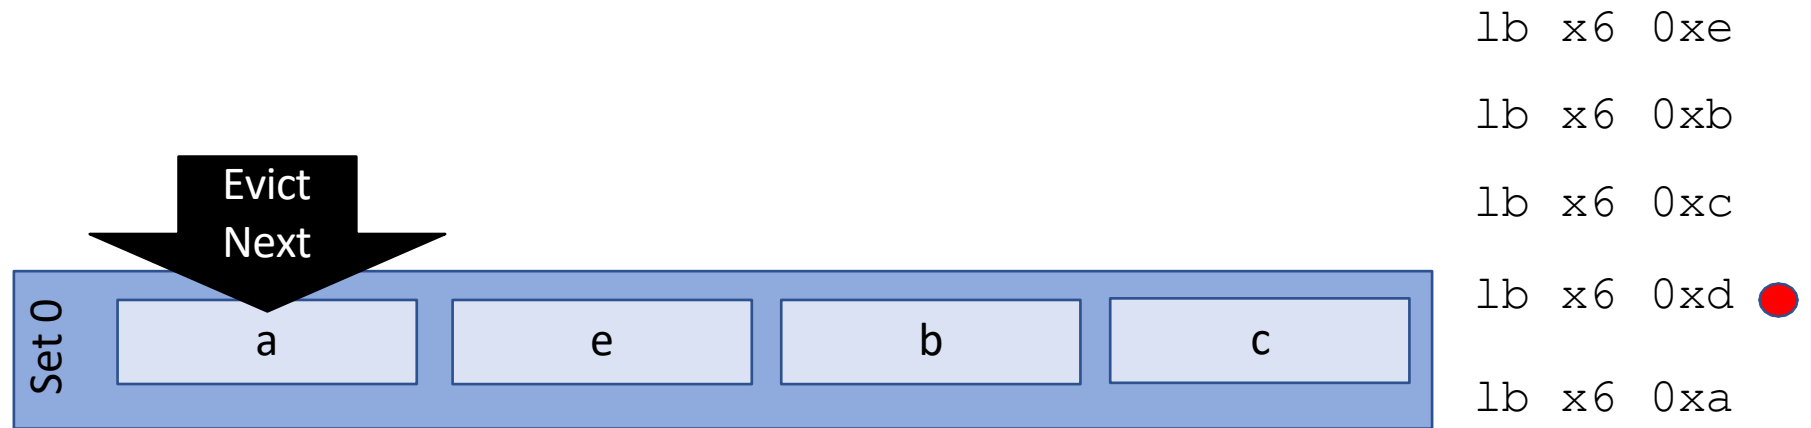 lb x6 0xe
lb x6 0xb
Evict
Next
lb x6 0xc
lb x6 0xd
Set 0
a
e
b
c
lb x6 0xa